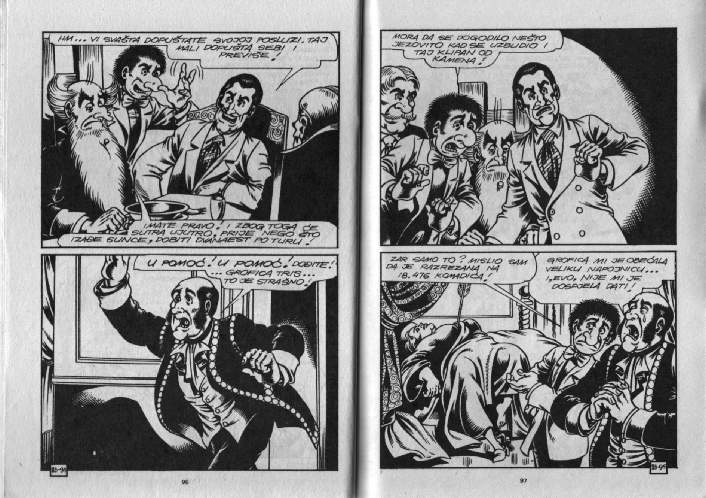 HM... VI SVAŠTA DOPUŠTATE SVOJOJ POSLUZI. TAJ
MALI DOPUŠTA SEBI I
PREVIŠE!
IMATE PRAVO! I ZBOG TOGA ĆE
SUTRA UJUTRO, PRIJE NEGO ŠTO
IZAĐE SUNCE, DOBITI DVANAEST PO TURU!
U POMOĆ! U POMOĆ! DOĐITE!
... GROFICA TRIS...
TO JE STRAŠNO!
96
MORA DA SE DOGODILO NEŠTO
JEZOVITO KAD SE UZBUDIO I
TAJ KLIPAN OD
KAMENA!
ZAR SAMO TO? MISLIO SAM
DA JE RAZREZANA NA
18.476 KOMADIĆA!
GROFICA MI JE OBEĆALA
VELIKU NAPOJNICU...
I, EVO, NIJE MI JE
DOSPJELA DATI!
97